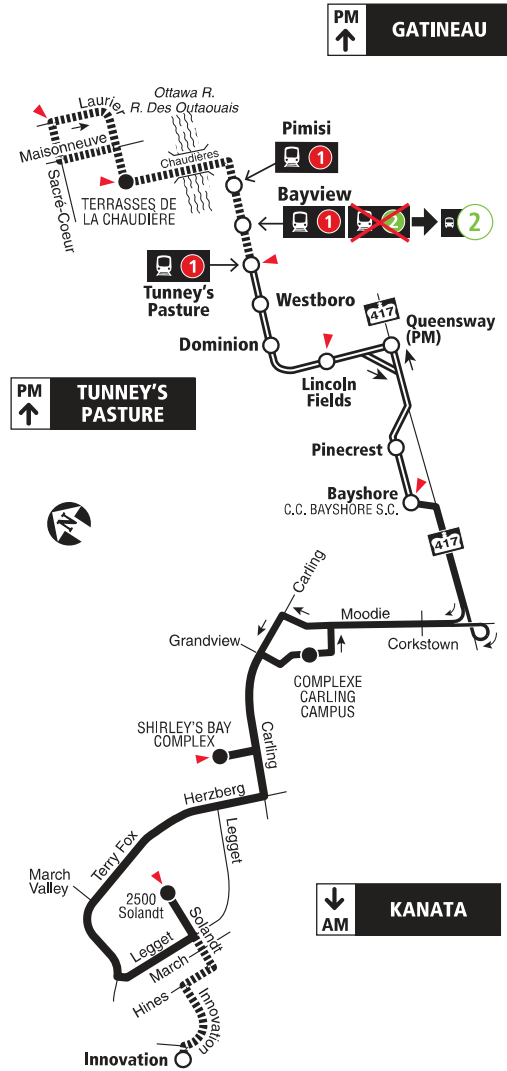 PM
GATINEAU
Ottawa R.
R. Des Outaouais
Laurier
Maisonneuve
Sacré-Coeur
Chaudières
TERRASSES DE
LA CHAUDIÈRE
Pimisi
1
Bayview
1
2
2
1
Tunney's
Pasture
Westboro
417
Queensway
(PM)
Dominion
Lincoln
Fields
PM
TUNNEY'S
PASTURE
Pinecrest
Bayshore
C.C. BAYSHORE S.C.
N
417
Carling
Moodie
Grandview
Corkstown
COMPLEXE
CARLING
CAMPUS
SHIRLEY'S BAY
COMPLEX
Carling
Herzberg
Legget
Terry Fox
March
Valley
2500
Solandt
Solandt
Legget
March
Hines
Innovation
Innovation
AM
KANATA